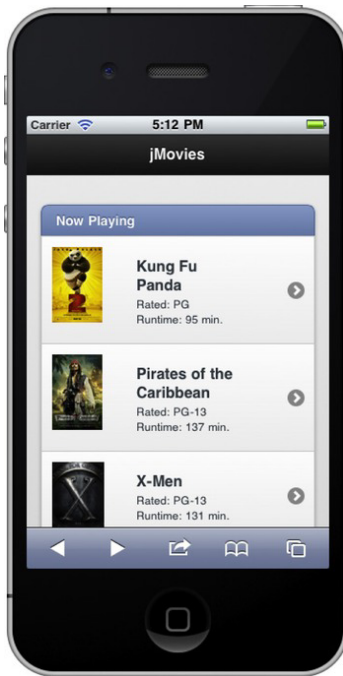 Carrier 5:12 PM
jMovies
Now Playing
Kung Fu
Panda
Rated: PG
Runtime: 95 min.
Pirates of the
Caribbean
Rated: PG-13
Runtime: 137 min.
X-Men
Rated: PG-13
Runtime: 131 min.